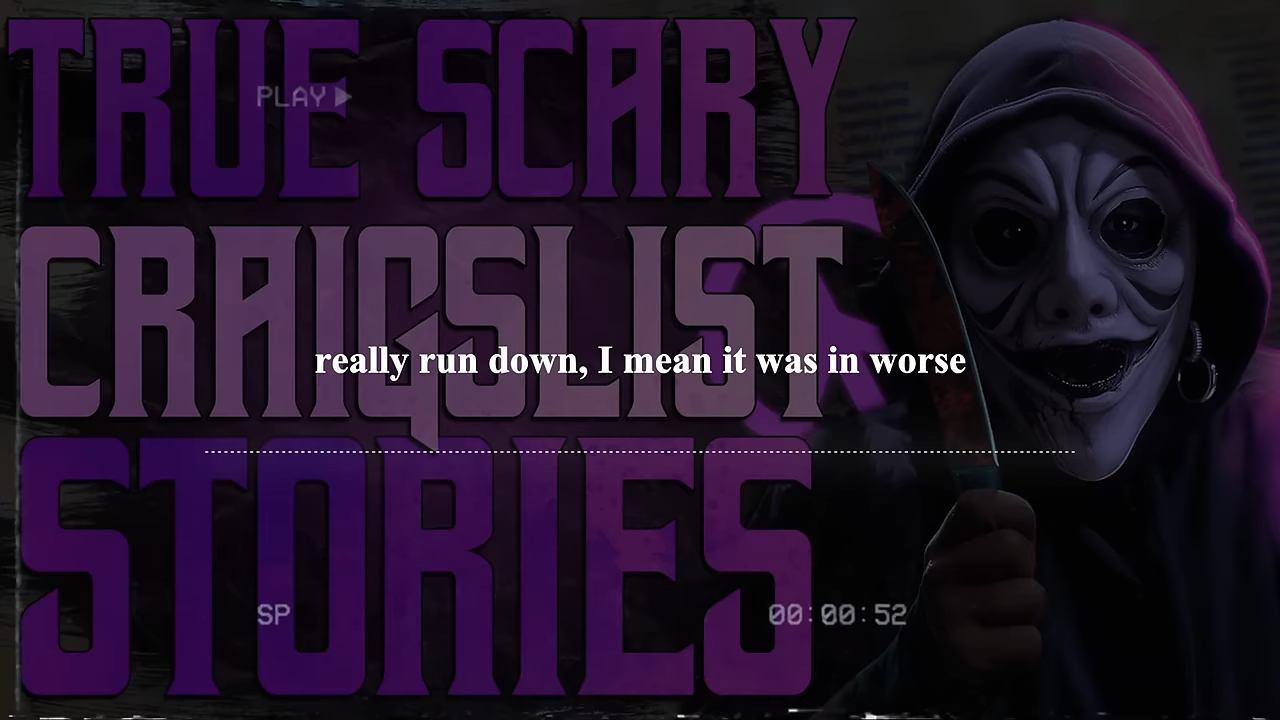 TRUE SCARY
PLAY
CRAIGSLIST
really run down, I mean it was in worse
STORIES
SP
00:00:52